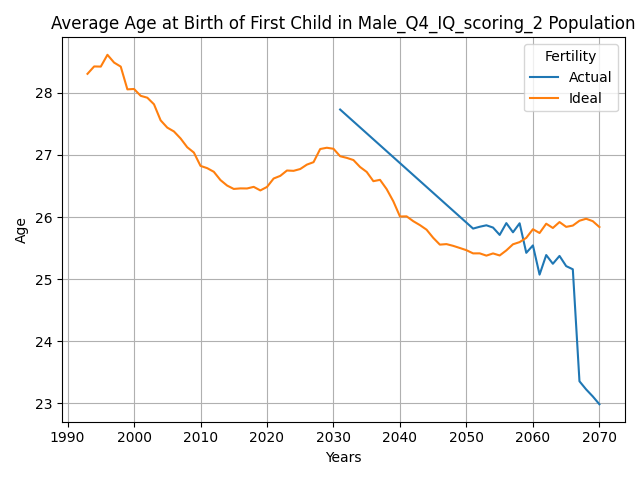 Average Age at Birth of First Child in Male_Q4_IQ_scoring_2 Population
Fertility
Actual
Ideal
Age
28
27
26
25
24
23
1990 2000 2010 2020 2030 2040 2050 2060 2070
Years